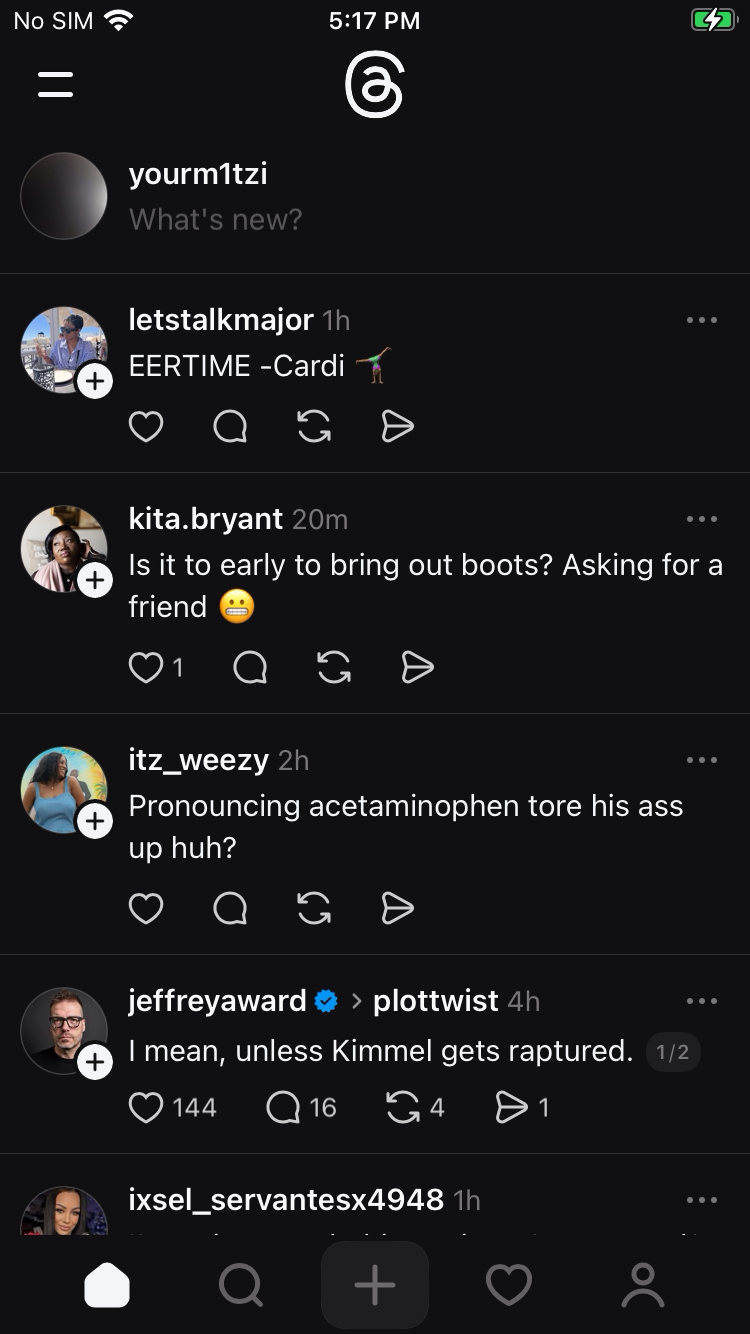 No SIM 5:17 PM
yourm1tzi
What's new?
letstalkmajor 1h
EERTIME -Cardi 🤸🏾‍♀️
kita.bryant 20m
Is it to early to bring out boots? Asking for a
friend 😬
1
itz_weezy 2h
Pronouncing acetaminophen tore his ass
up huh?
jeffreyaward > plottwist 4h
I mean, unless Kimmel gets raptured. 1/2
144 16 4 1
ixsel_servantesx4948 1h